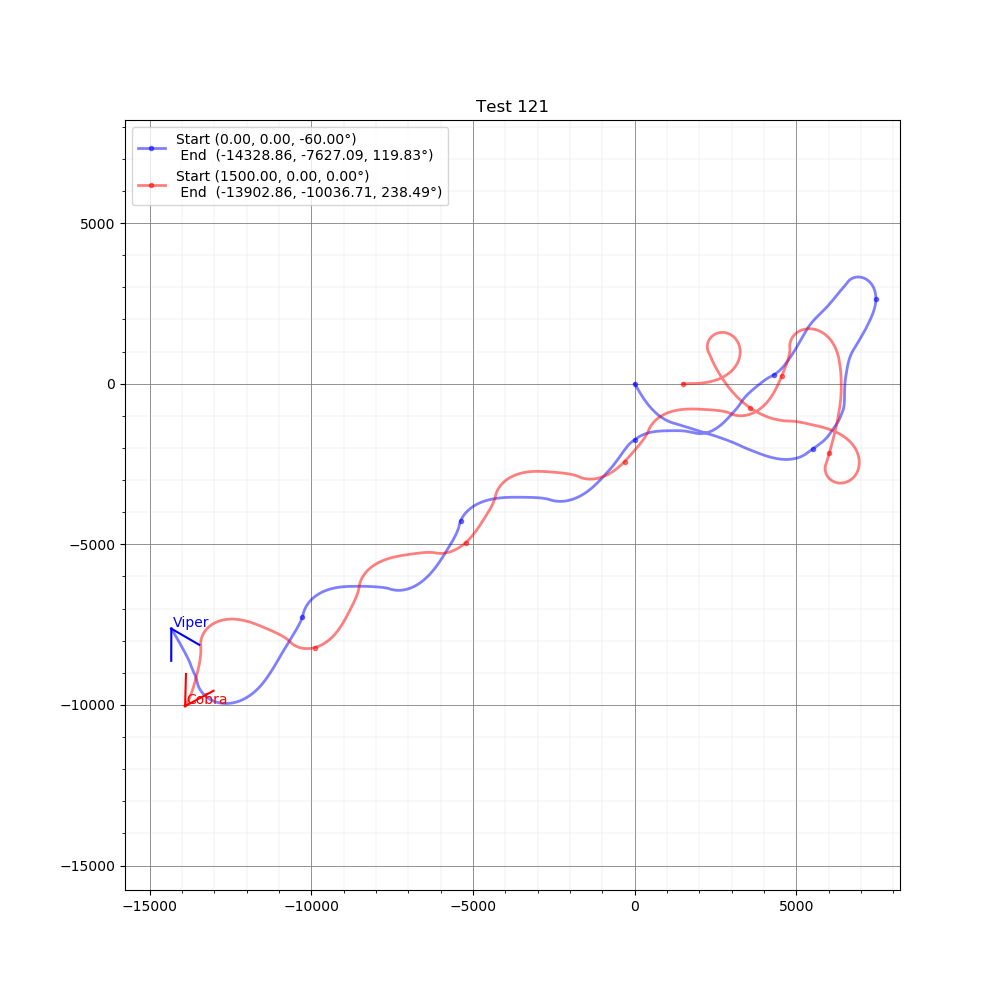 Test 121
Start (0.00, 0.00, -60.00°)
End  (-14328.86, -7627.09, 119.83°)
Start (1500.00, 0.00, 0.00°)
End  (-13902.86, -10036.71, 238.49°)
5000
0
−5000
−10000
−15000
Viper
Cobra
−15000 −10000 −5000 0 5000